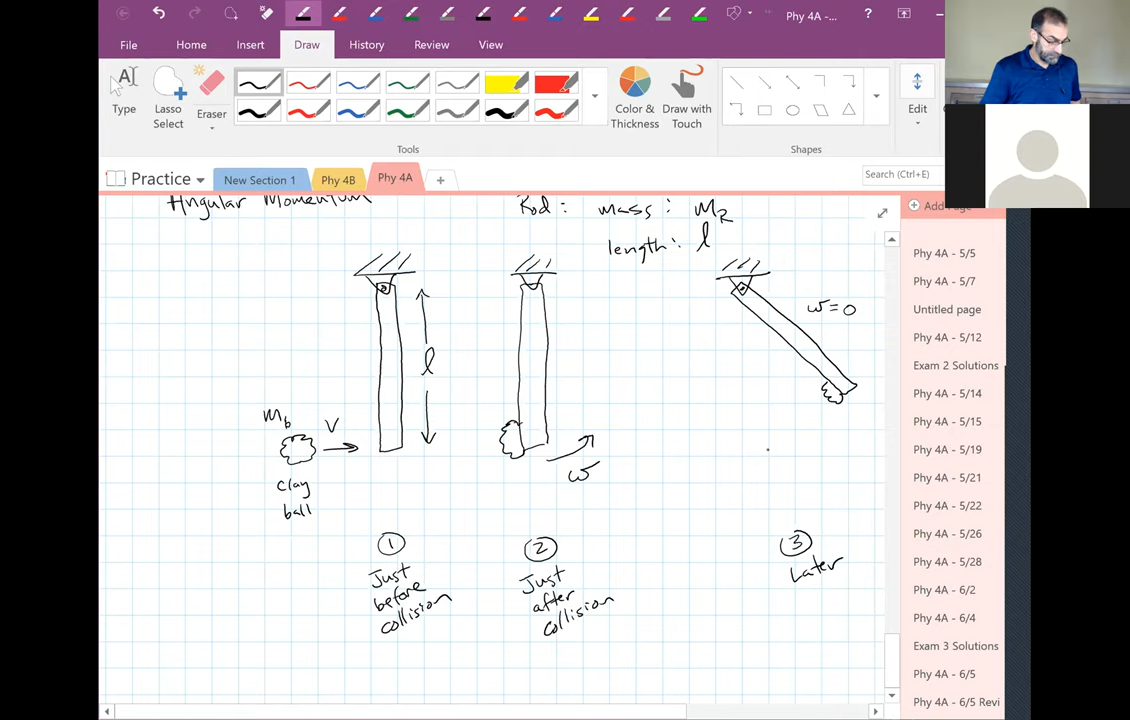 Phy 4A -...
?
File
Home
Insert
Draw
History
Review
View
Type
Lasso
Select
Eraser
Color &
Thickness
Draw with
Touch
Edit
Tools
Shapes
Practice
New Section 1
Phy 4B
Phy 4A
+
Search (Ctrl+E)
Angular Momentum
Rod : mass : MR
length : l
l
ω = 0
Mb
V
clay
ball
ω
1
Just
before
collision
2
Just
after
collision
3
Later
Add Page
Phy 4A - 5/5
Phy 4A - 5/7
Untitled page
Phy 4A - 5/12
Exam 2 Solutions
Phy 4A - 5/14
Phy 4A - 5/15
Phy 4A - 5/19
Phy 4A - 5/21
Phy 4A - 5/22
Phy 4A - 5/26
Phy 4A - 5/28
Phy 4A - 6/2
Phy 4A - 6/4
Exam 3 Solutions
Phy 4A - 6/5
Phy 4A - 6/5 Revi